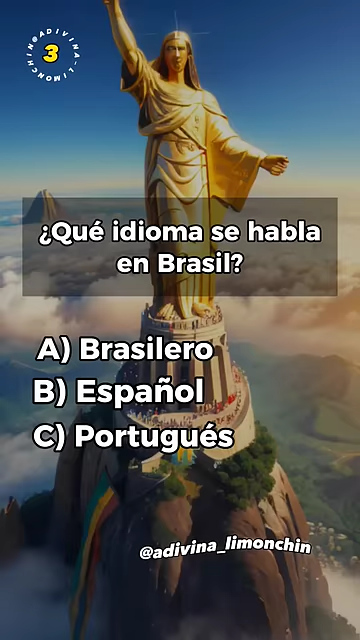 ADIVINA-LIMONCHIN@
3
¿Qué idioma se habla
en Brasil?
A) Brasilero
B) Español
C) Portugués
@adivina_limonchin